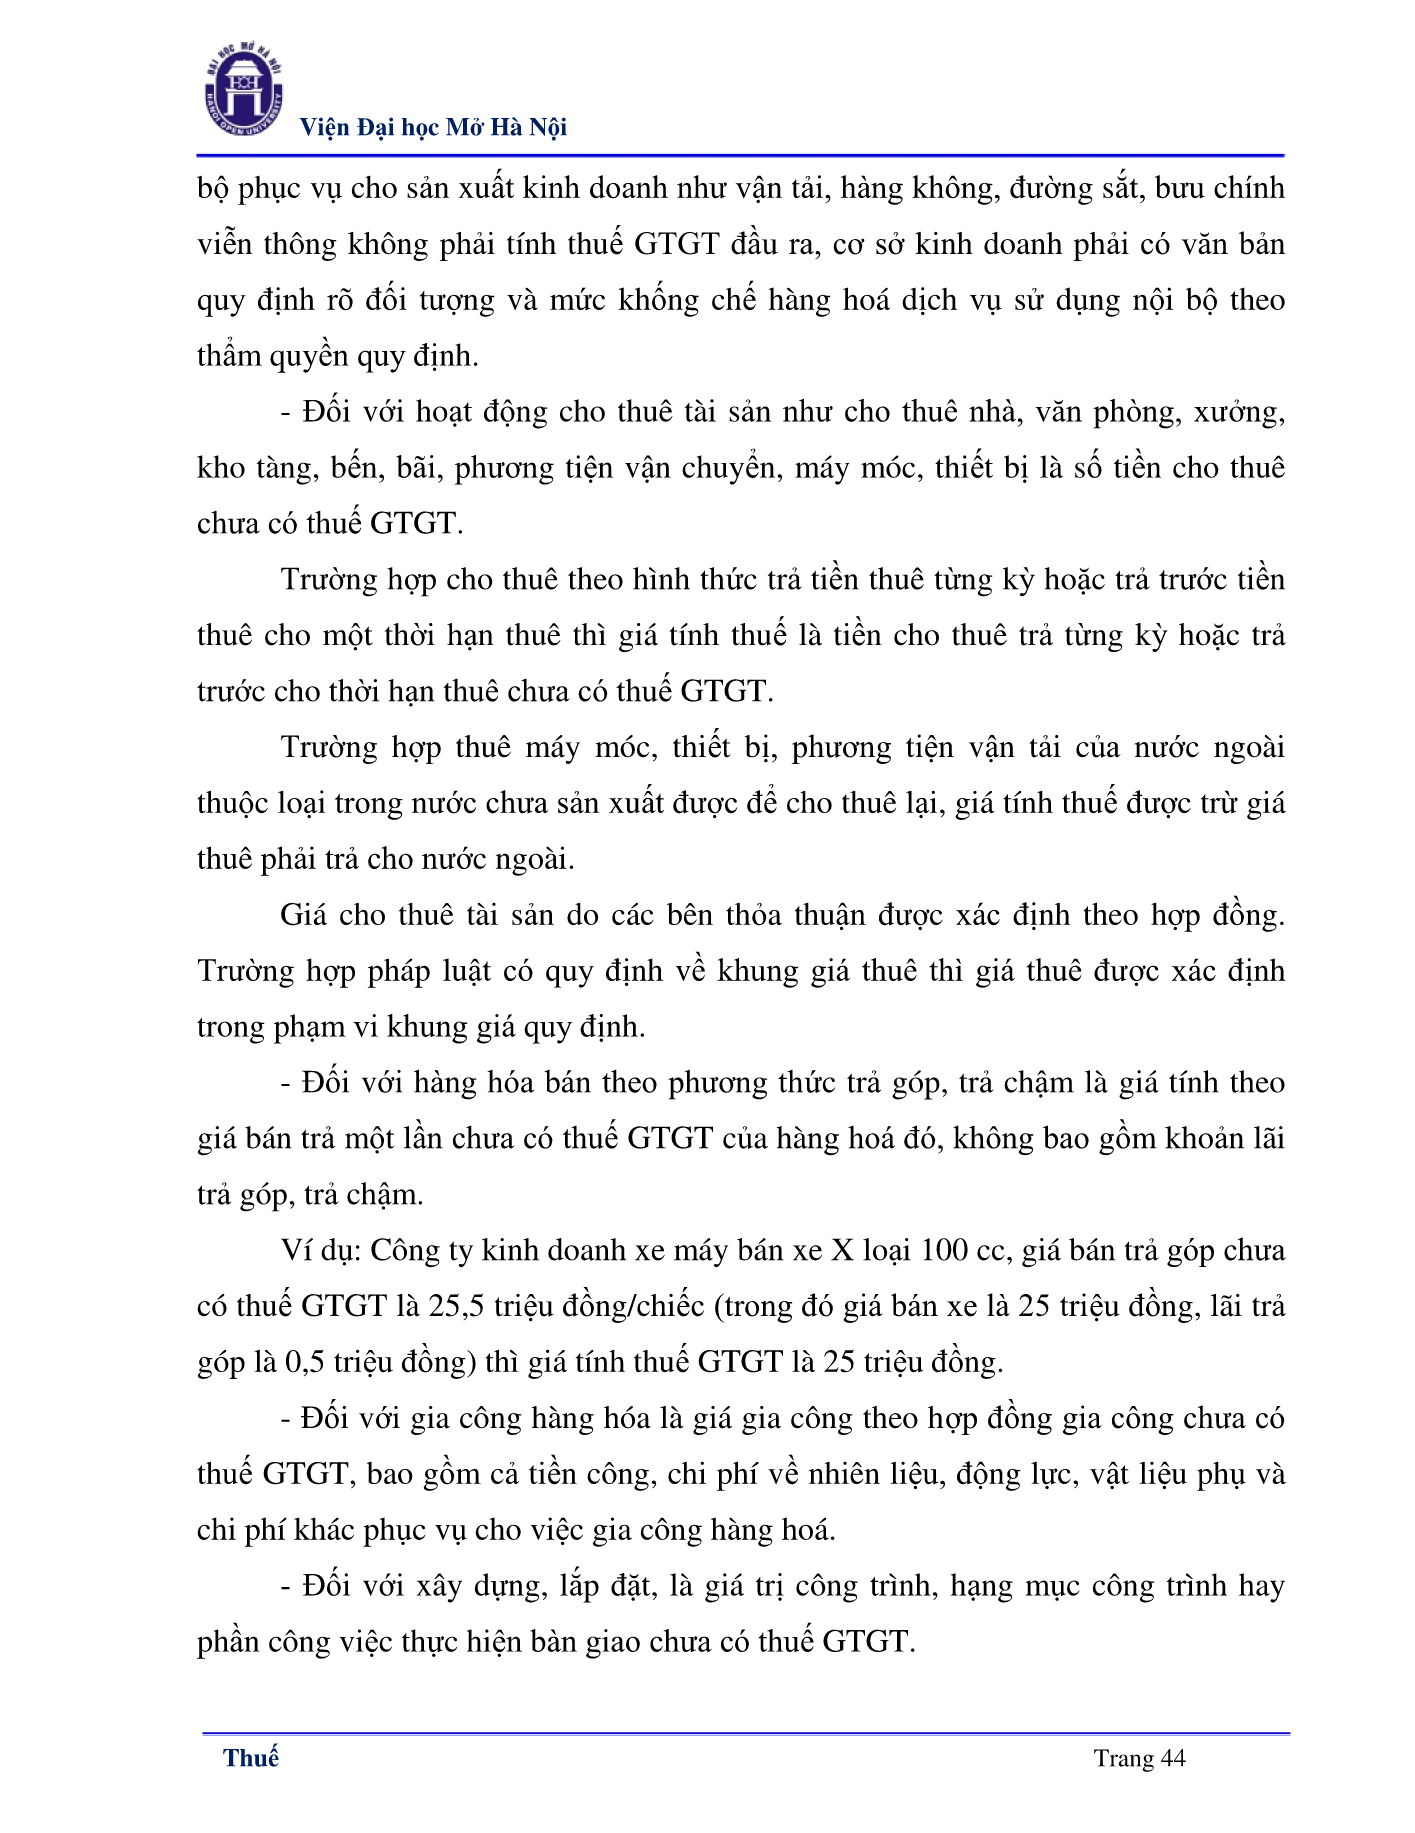 ĐẠI HỌC MỞ HÀ NỘI
HANOI OPEN UNIVERSITY
Viện Đại học Mở Hà Nội
bộ phục vụ cho sản xuất kinh doanh như vận tải, hàng không, đường sắt, bưu chính
viễn thông không phải tính thuế GTGT đầu ra, cơ sở kinh doanh phải có văn bản
quy định rõ đối tượng và mức khống chế hàng hoá dịch vụ sử dụng nội bộ theo
thẩm quyền quy định.
- Đối với hoạt động cho thuê tài sản như cho thuê nhà, văn phòng, xưởng,
kho tàng, bến, bãi, phương tiện vận chuyển, máy móc, thiết bị là số tiền cho thuê
chưa có thuế GTGT.
Trường hợp cho thuê theo hình thức trả tiền thuê từng kỳ hoặc trả trước tiền
thuê cho một thời hạn thuê thì giá tính thuế là tiền cho thuê trả từng kỳ hoặc trả
trước cho thời hạn thuê chưa có thuế GTGT.
Trường hợp thuê máy móc, thiết bị, phương tiện vận tải của nước ngoài
thuộc loại trong nước chưa sản xuất được để cho thuê lại, giá tính thuế được trừ giá
thuê phải trả cho nước ngoài.
Giá cho thuê tài sản do các bên thỏa thuận được xác định theo hợp đồng.
Trường hợp pháp luật có quy định về khung giá thuê thì giá thuê được xác định
trong phạm vi khung giá quy định.
- Đối với hàng hóa bán theo phương thức trả góp, trả chậm là giá tính theo
giá bán trả một lần chưa có thuế GTGT của hàng hoá đó, không bao gồm khoản lãi
trả góp, trả chậm.
Ví dụ: Công ty kinh doanh xe máy bán xe X loại 100 cc, giá bán trả góp chưa
có thuế GTGT là 25,5 triệu đồng/chiếc (trong đó giá bán xe là 25 triệu đồng, lãi trả
góp là 0,5 triệu đồng) thì giá tính thuế GTGT là 25 triệu đồng.
- Đối với gia công hàng hóa là giá gia công theo hợp đồng gia công chưa có
thuế GTGT, bao gồm cả tiền công, chi phí về nhiên liệu, động lực, vật liệu phụ và
chi phí khác phục vụ cho việc gia công hàng hoá.
- Đối với xây dựng, lắp đặt, là giá trị công trình, hạng mục công trình hay
phần công việc thực hiện bàn giao chưa có thuế GTGT.
Thuế
Trang 44